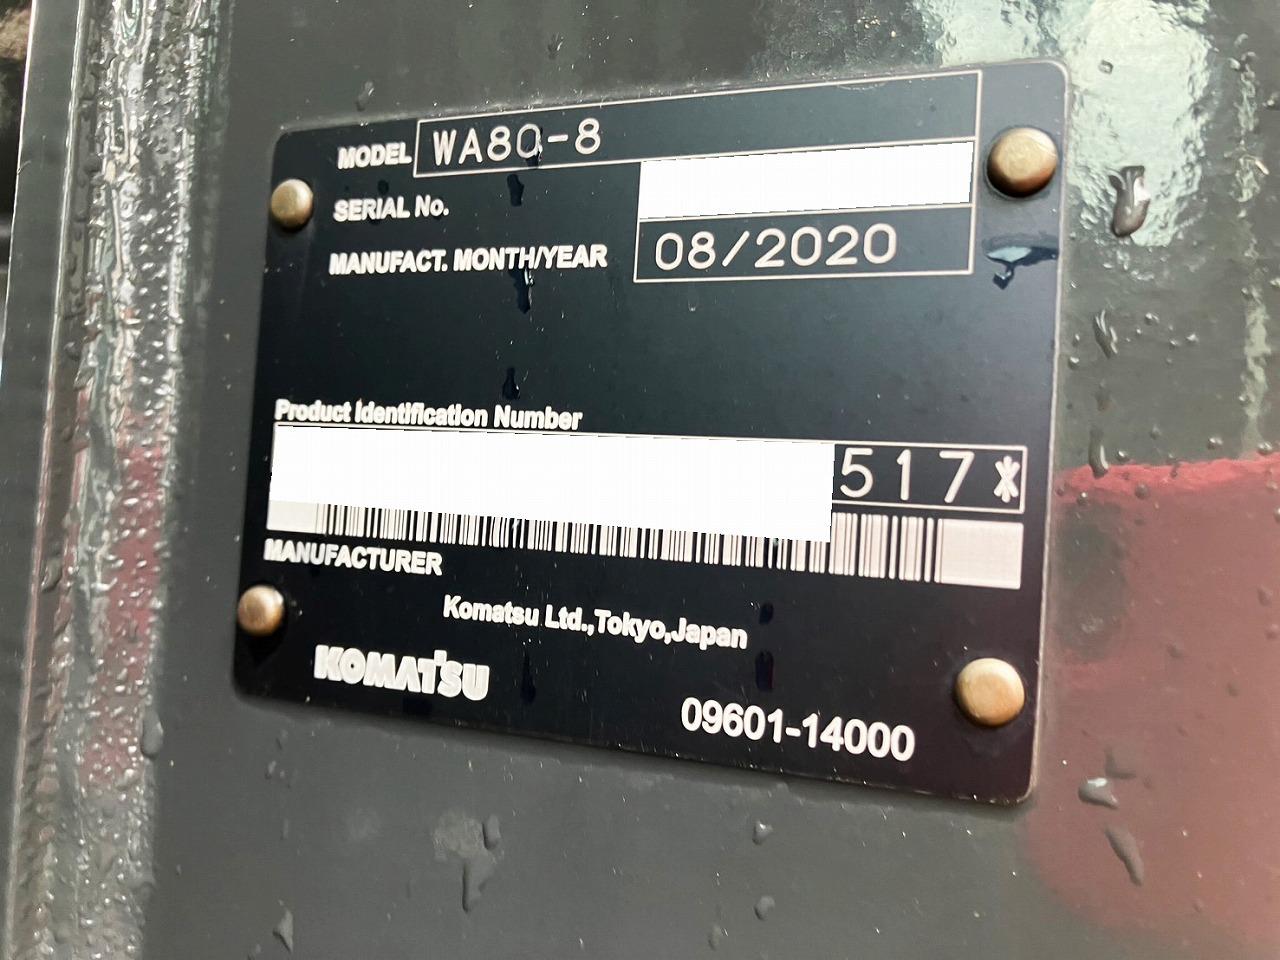 MODEL WA80-8
SERIAL No.
MANUFACT. MONTH/YEAR 08/2020
Product Identification Number
517*
MANUFACTURER
Komatsu Ltd.,Tokyo,Japan
KOMATSU
09601-14000